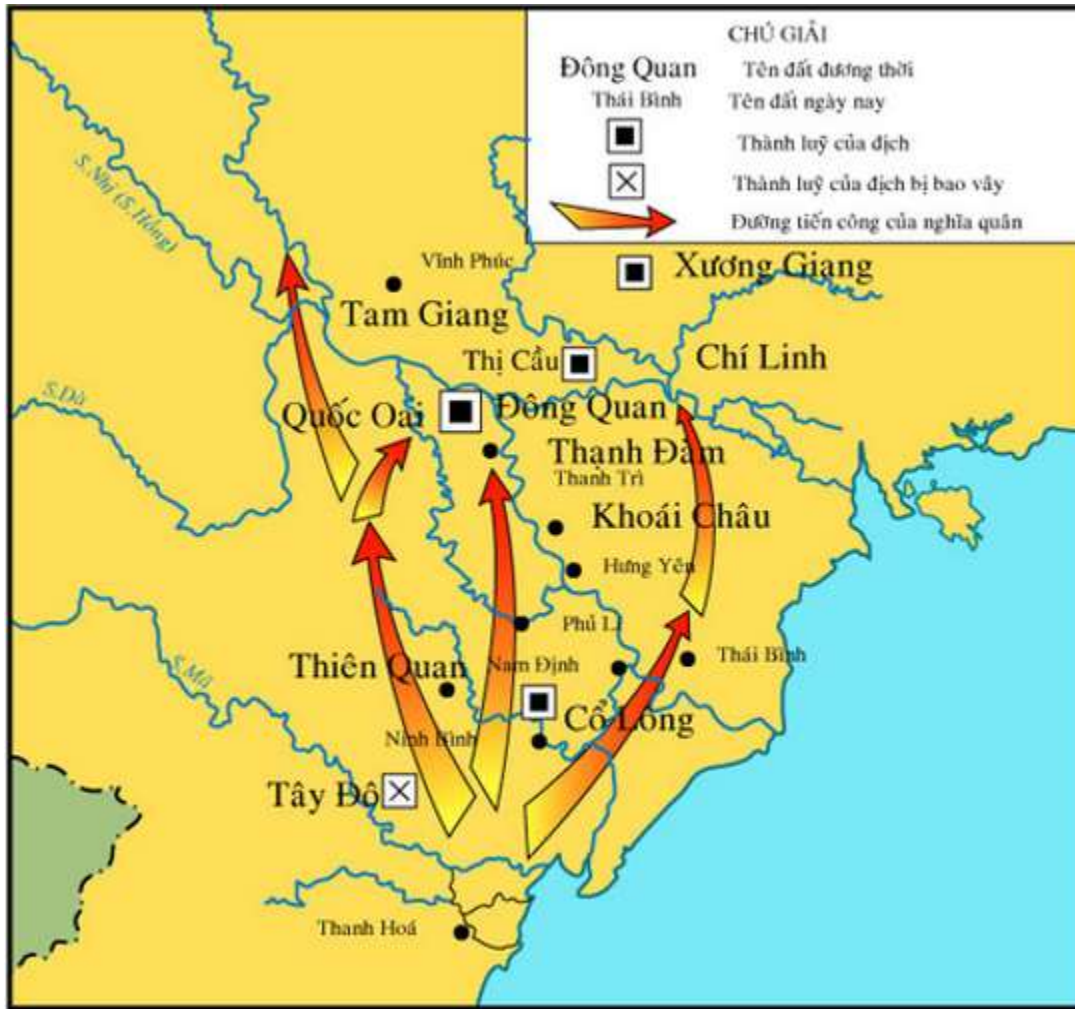 CHÚ GIẢI
Đông Quan Tên đất đương thời
Thái Bình Tên đất ngày nay
Thành luỹ của địch
Thành luỹ của địch bị bao vây
Đường tiến công của nghĩa quân
S.Nhị (S.Hồng)
Vĩnh Phúc
Xương Giang
Tam Giang
Thị Cầu
Chí Linh
S.Đà
Quốc Oai
Đông Quan
Thanh Đàm
Thanh Trì
Khoái Châu
Hưng Yên
Phủ Lí
Thiên Quan
Nam Định
Thái Bình
S.Mã
Cổ Lông
Ninh Bình
Tây Đô
Thanh Hoá